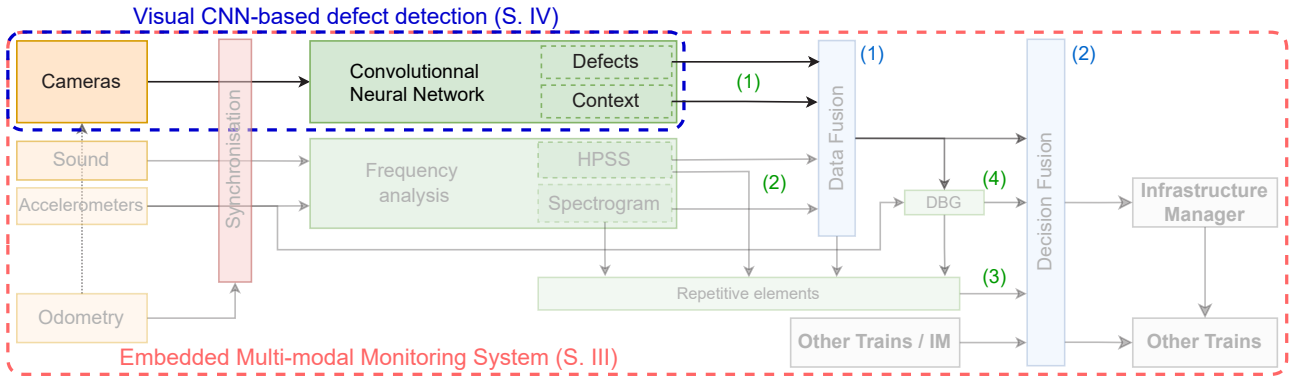 Visual CNN-based defect detection (S. IV)
Cameras
Synchronisation
Convolutionnal
Neural Network
Defects
Context
(1)
Data Fusion
(1)
Decision Fusion
(2)
Sound
Accelerometers
Frequency
analysis
HPSS
Spectrogram
(2)
DBG
(4)
Infrastructure
Manager
Odometry
Repetitive elements
(3)
Other Trains / IM
Other Trains
Embedded Multi-modal Monitoring System (S. III)